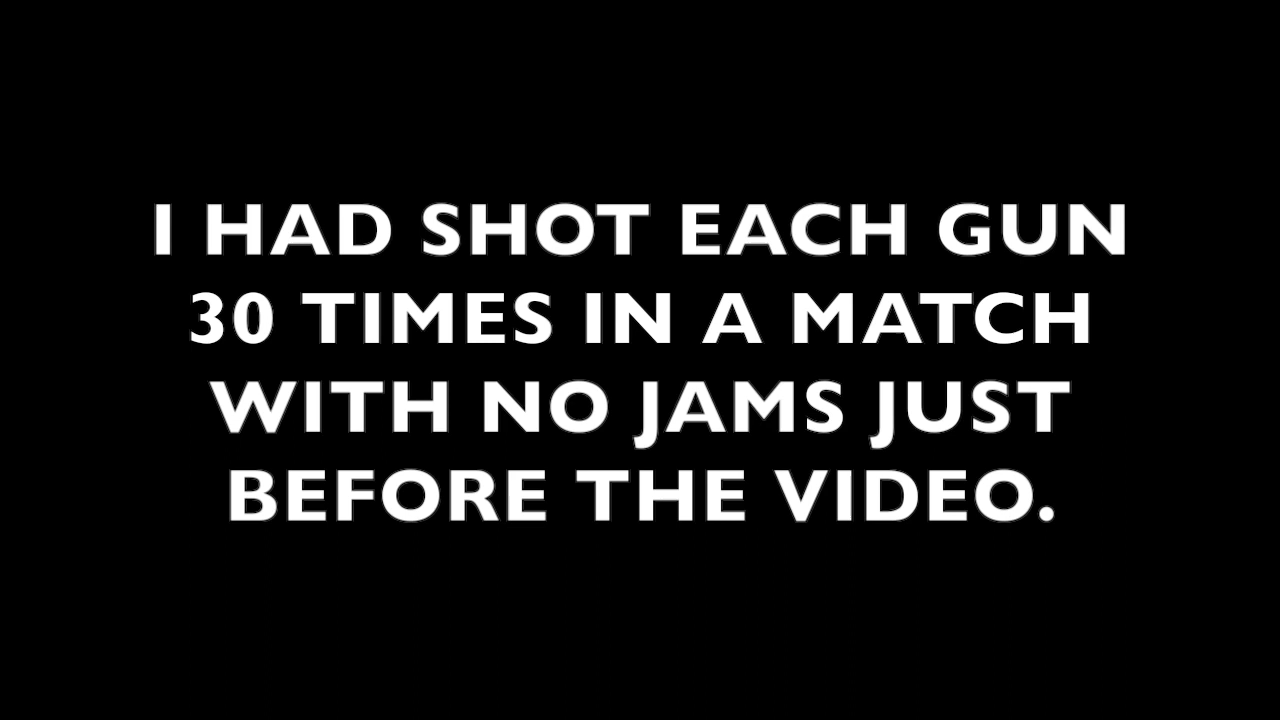 I HAD SHOT EACH GUN
30 TIMES IN A MATCH
WITH NO JAMS JUST
BEFORE THE VIDEO.